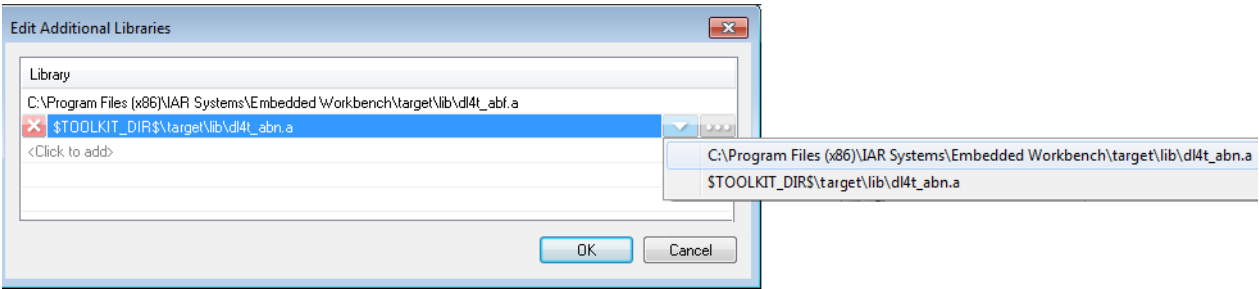 Edit Additional Libraries
Library
C:\Program Files (x86)\IAR Systems\Embedded Workbench\target\lib\dl4t_abf.a
$TOOLKIT_DIR$\target\lib\dl4t_abn.a
<Click to add>
C:\Program Files (x86)\IAR Systems\Embedded Workbench\target\lib\dl4t_abn.a
$TOOLKIT_DIR$\target\lib\dl4t_abn.a
OK Cancel